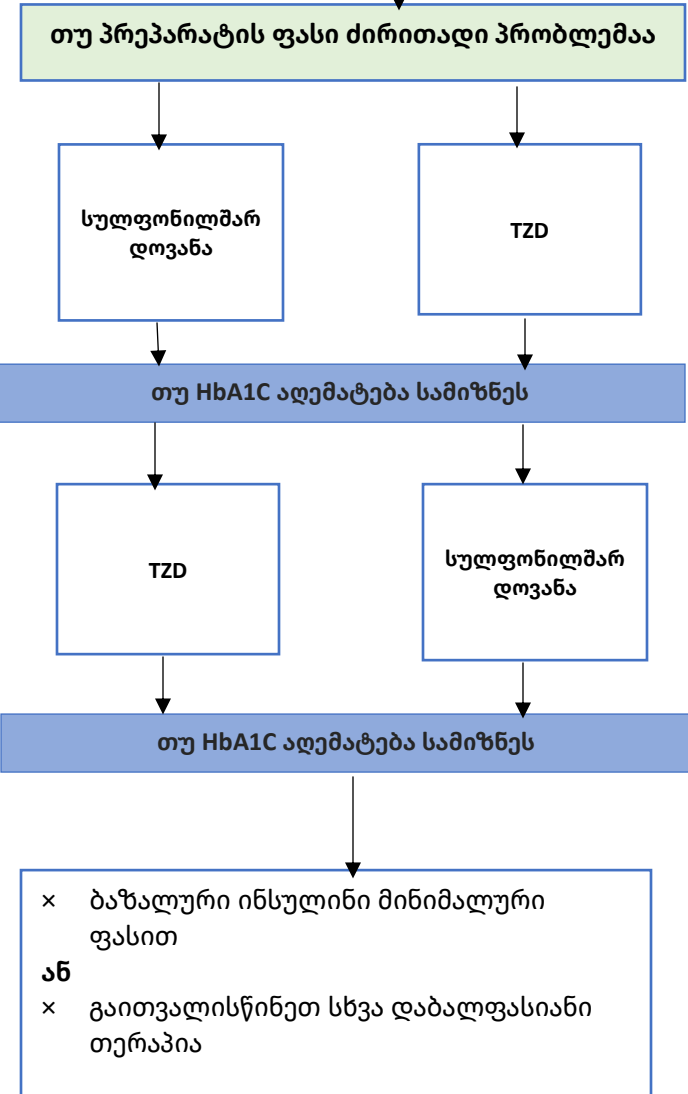 თუ პრეპარატის ფასი ძირითადი პრობლემაა
სულფონილშარ
დოვანა
TZD
თუ HbA1C აღემატება სამიზნეს
TZD
სულფონილშარ
დოვანა
თუ HbA1C აღემატება სამიზნეს
× ბაზალური ინსულინი მინიმალური
ფასით
ან
× გაითვალისწინეთ სხვა დაბალფასიანი
თერაპია